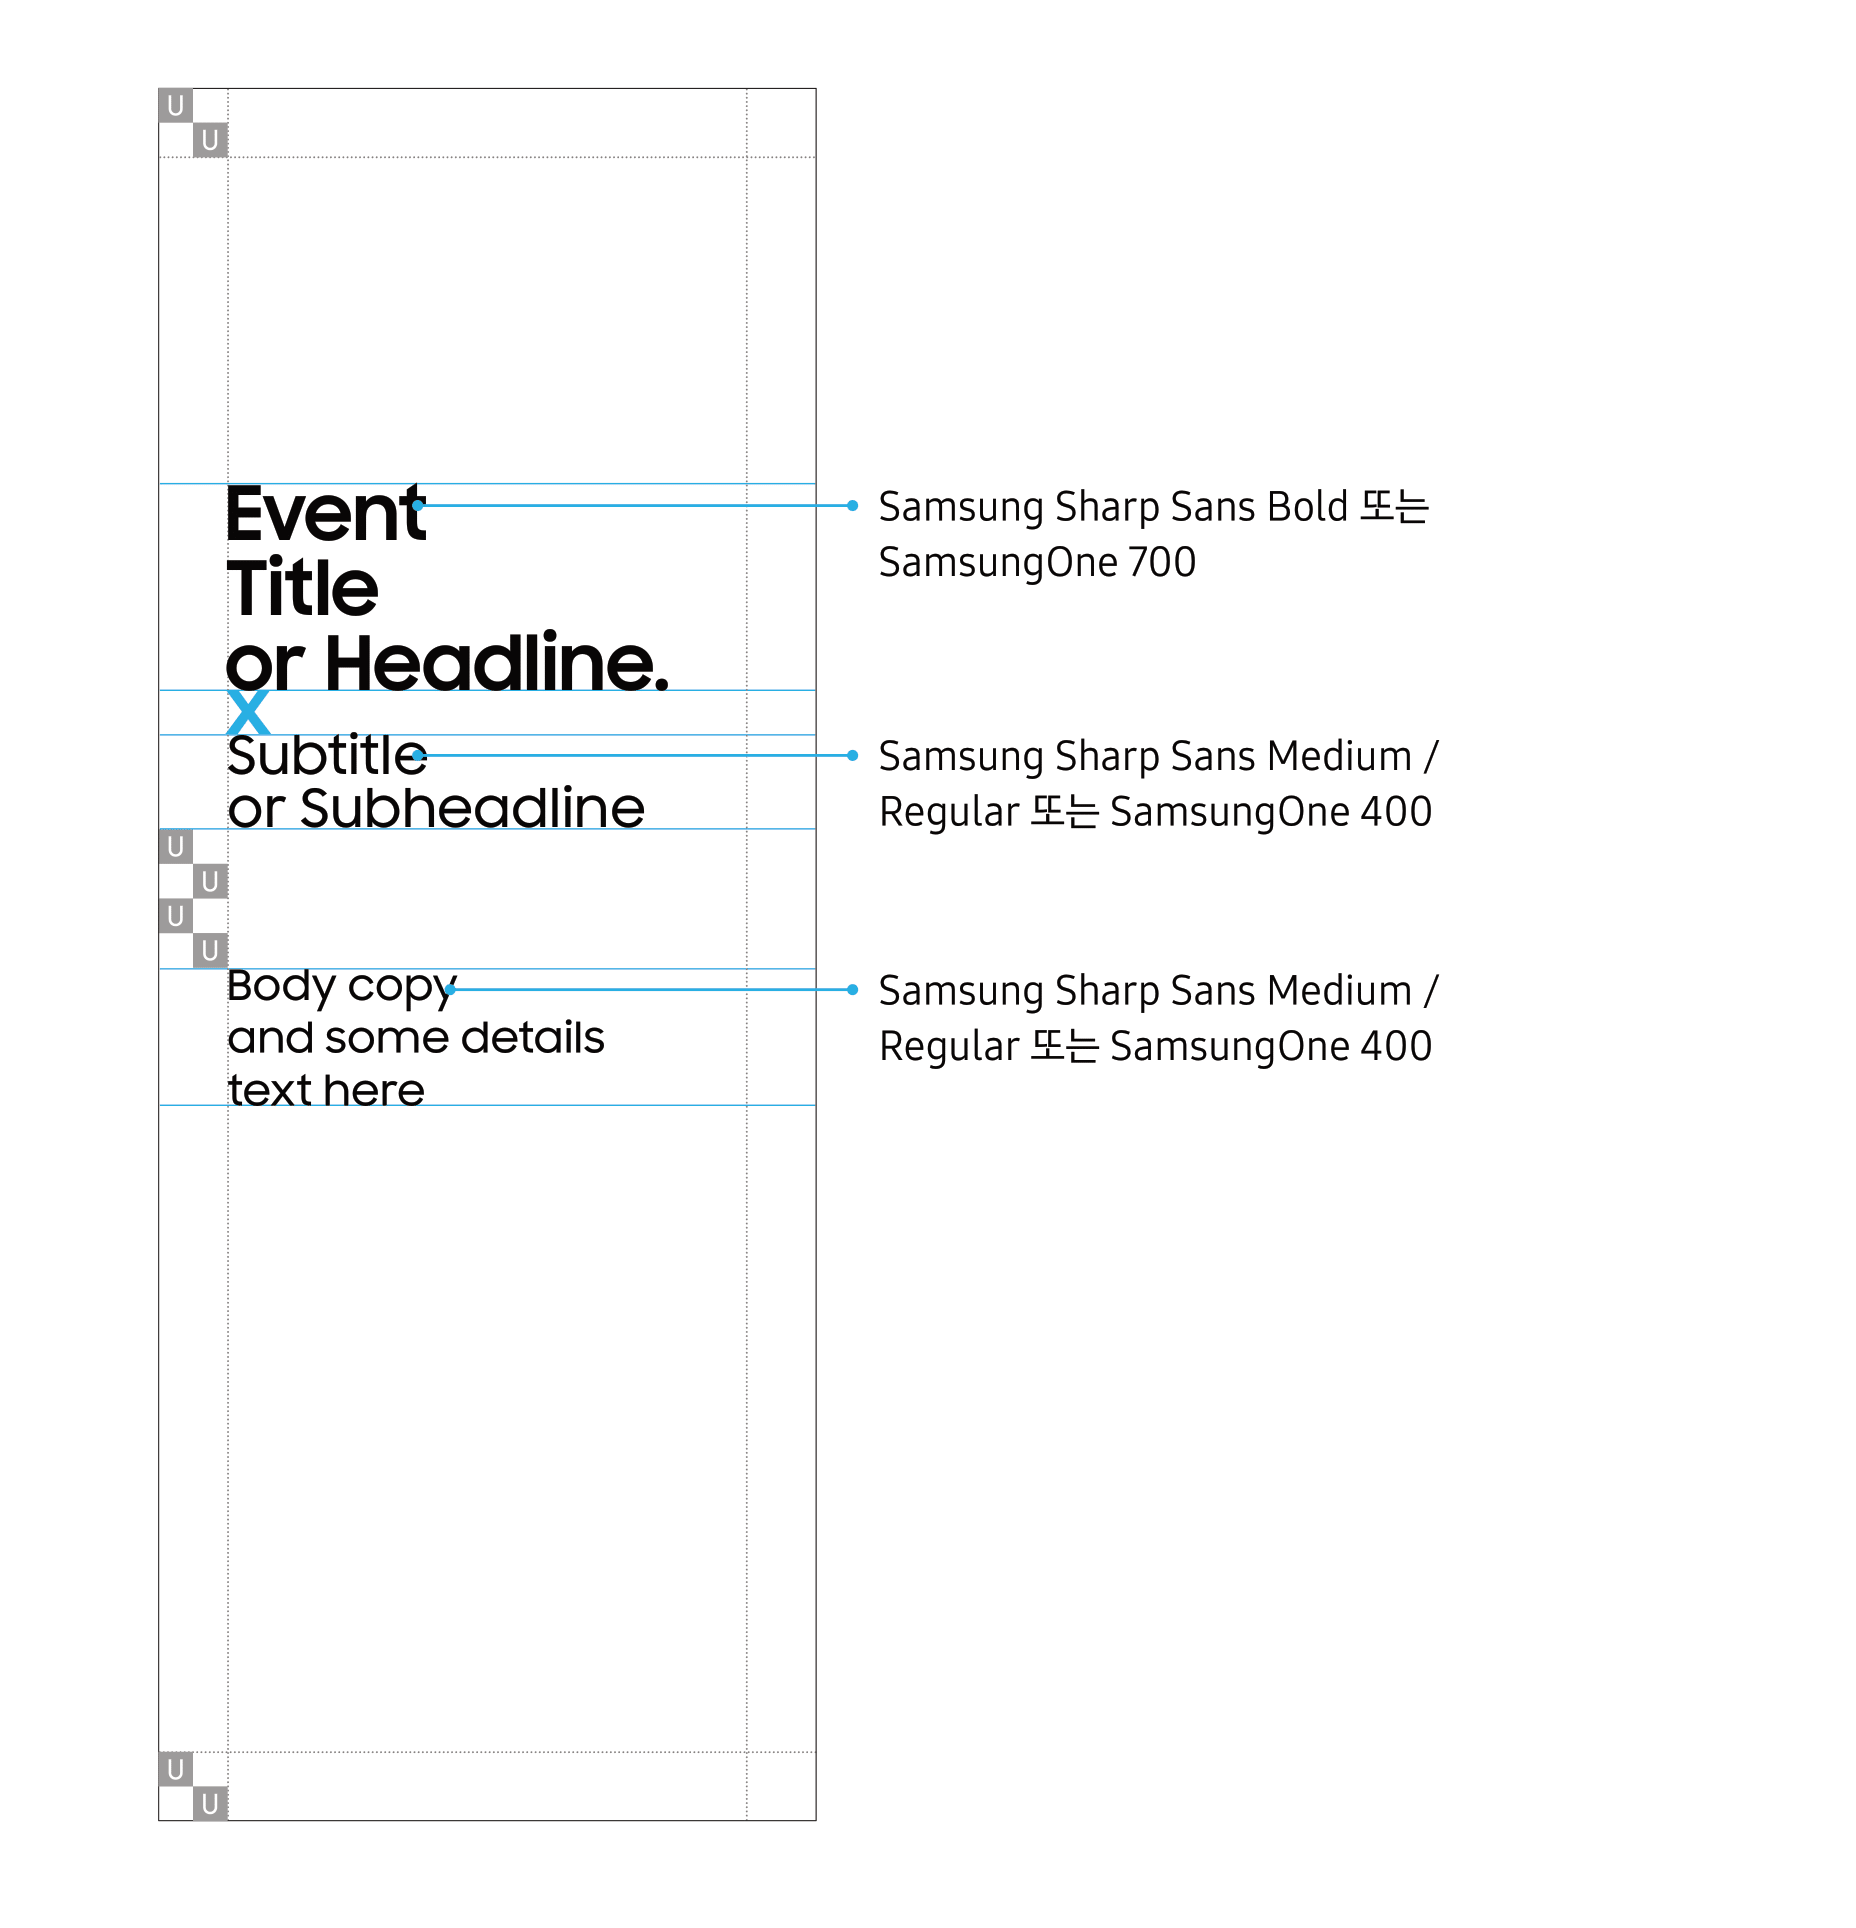 U
U
Event
Title
or Headline.
x
Subtitle
or Subheadline
U
U
U
U
Body copy
and some details
text here
U
U
Samsung Sharp Sans Bold 또는
SamsungOne 700
Samsung Sharp Sans Medium /
Regular 또는 SamsungOne 400
Samsung Sharp Sans Medium /
Regular 또는 SamsungOne 400